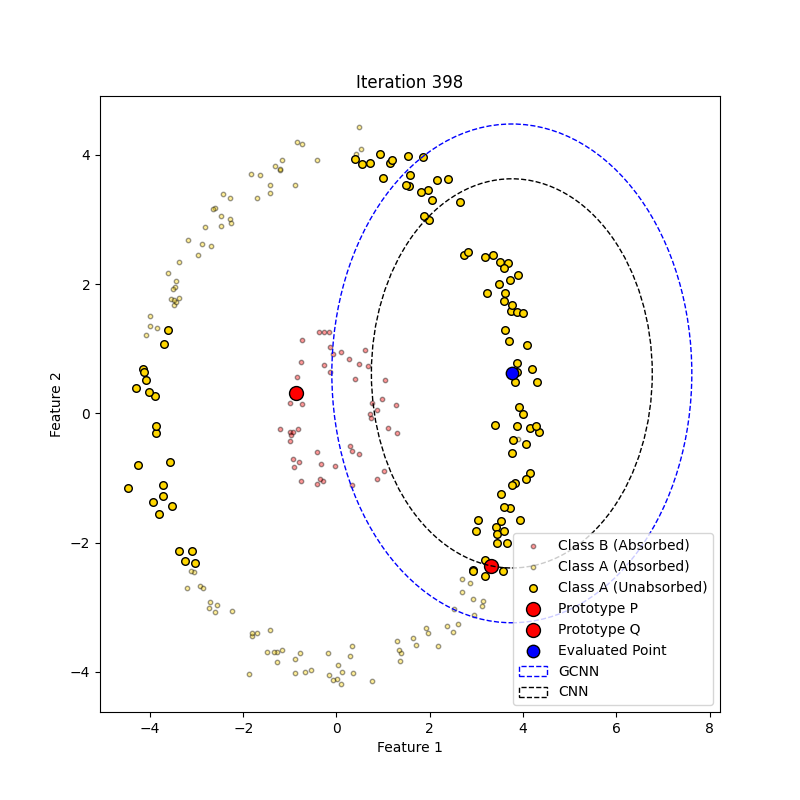 Iteration 398
Feature 2
4
2
0
−2
−4
Class B (Absorbed)
Class A (Absorbed)
Class A (Unabsorbed)
Prototype P
Prototype Q
Evaluated Point
GCNN
CNN
−4 −2 0 2 4 6 8
Feature 1